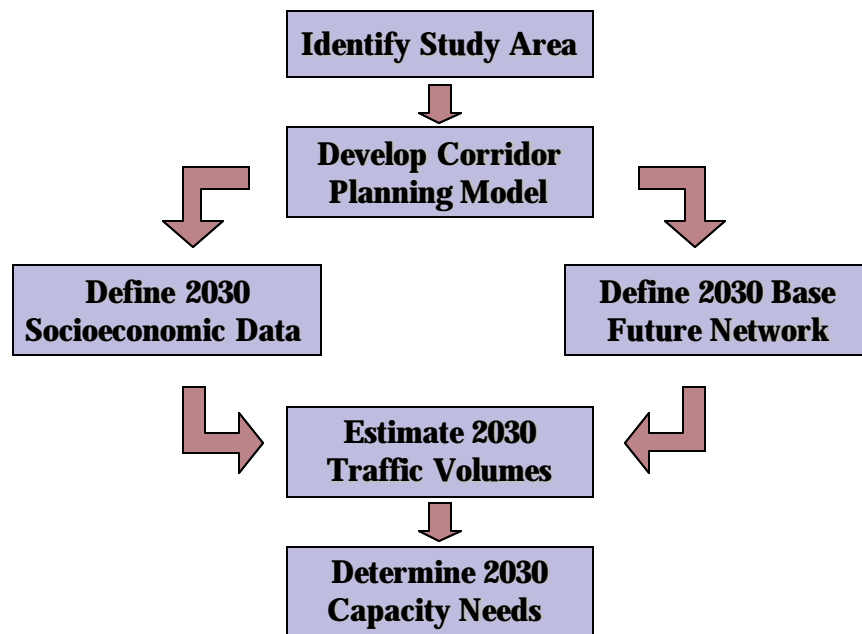 Identify Study Area
Develop Corridor
Planning Model
Define 2030
Socioeconomic Data
Define 2030 Base
Future Network
Estimate 2030
Traffic Volumes
Determine 2030
Capacity Needs